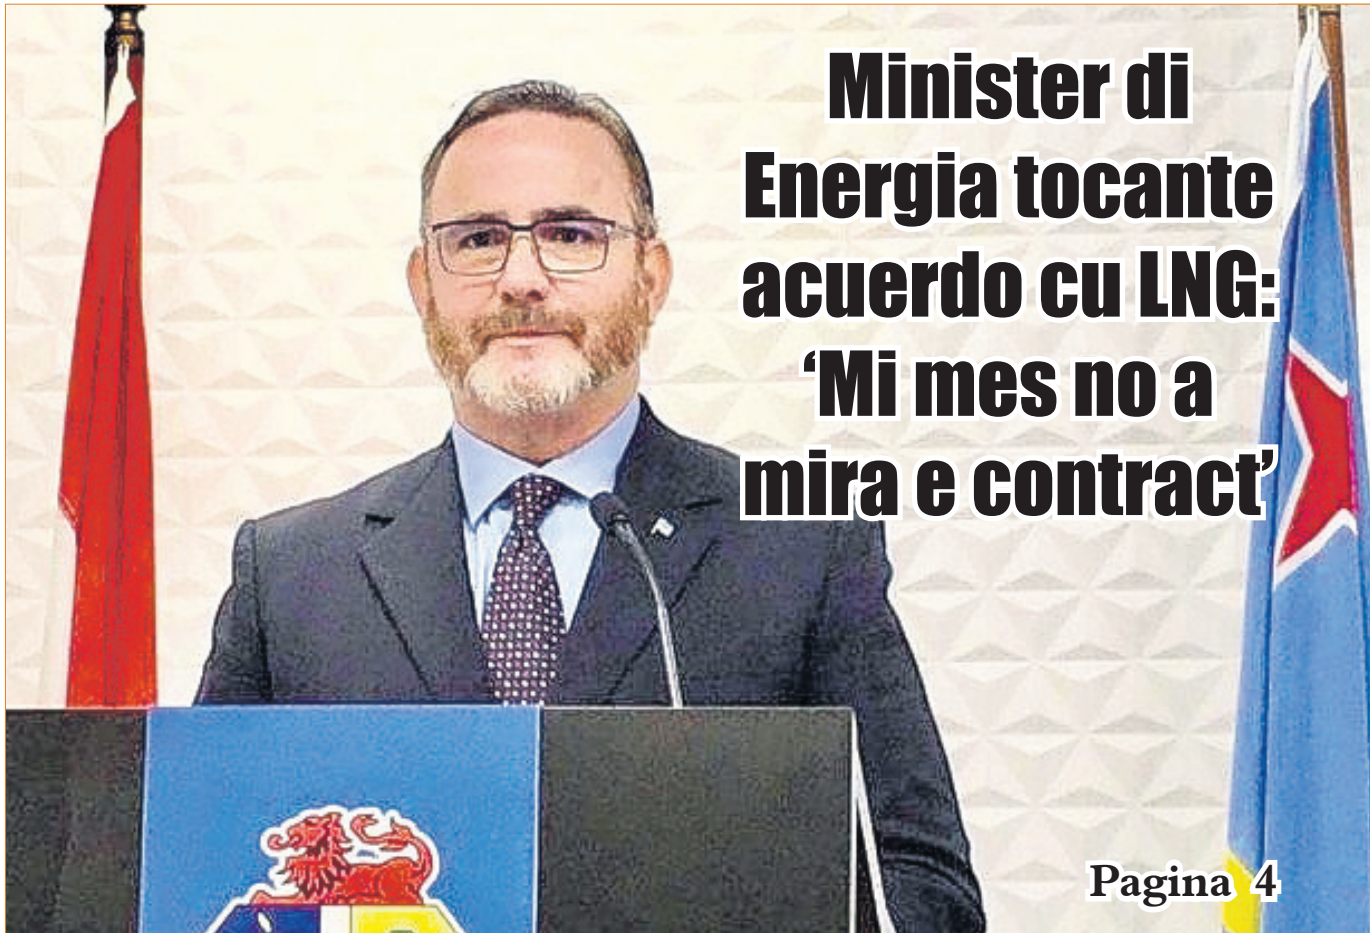 Minister di
Energia tocante
acuerdo cu LNG:
‘Mi mes no a
mira e contract’
Pagina 4